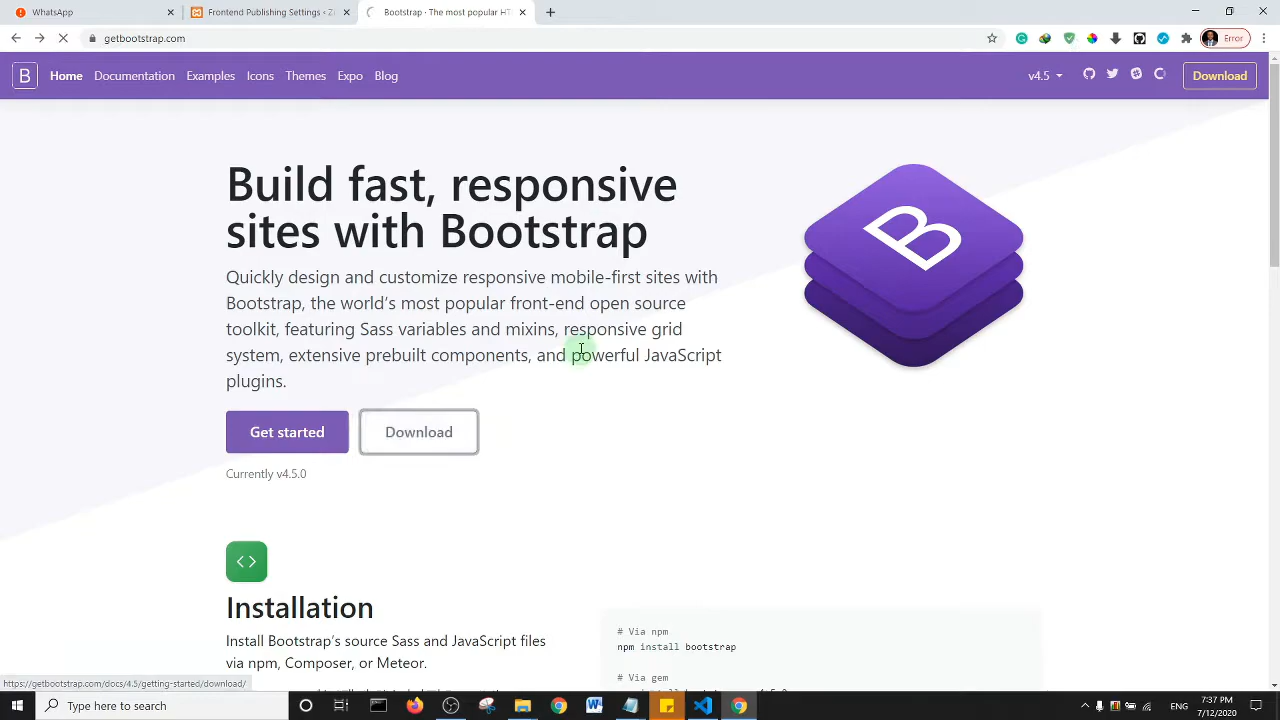 WhatsApp
Frontend Publishing Settings ‹ Z
Bootstrap · The most popular HT
getbootstrap.com
Error
B
Home
Documentation
Examples
Icons
Themes
Expo
Blog
v4.5
Download
Build fast, responsive
sites with Bootstrap
B
Quickly design and customize responsive mobile-first sites with
Bootstrap, the world’s most popular front-end open source
toolkit, featuring Sass variables and mixins, responsive grid
system, extensive prebuilt components, and powerful JavaScript
plugins.
Get started
Download
Currently v4.5.0
Installation
Install Bootstrap’s source Sass and JavaScript files
via npm, Composer, or Meteor.
# Via npm
npm install bootstrap
# Via gem
https://getbootstrap.com/docs/4.5/getting-started/download/
Type here to search
ENG
7:37 PM
7/12/2020